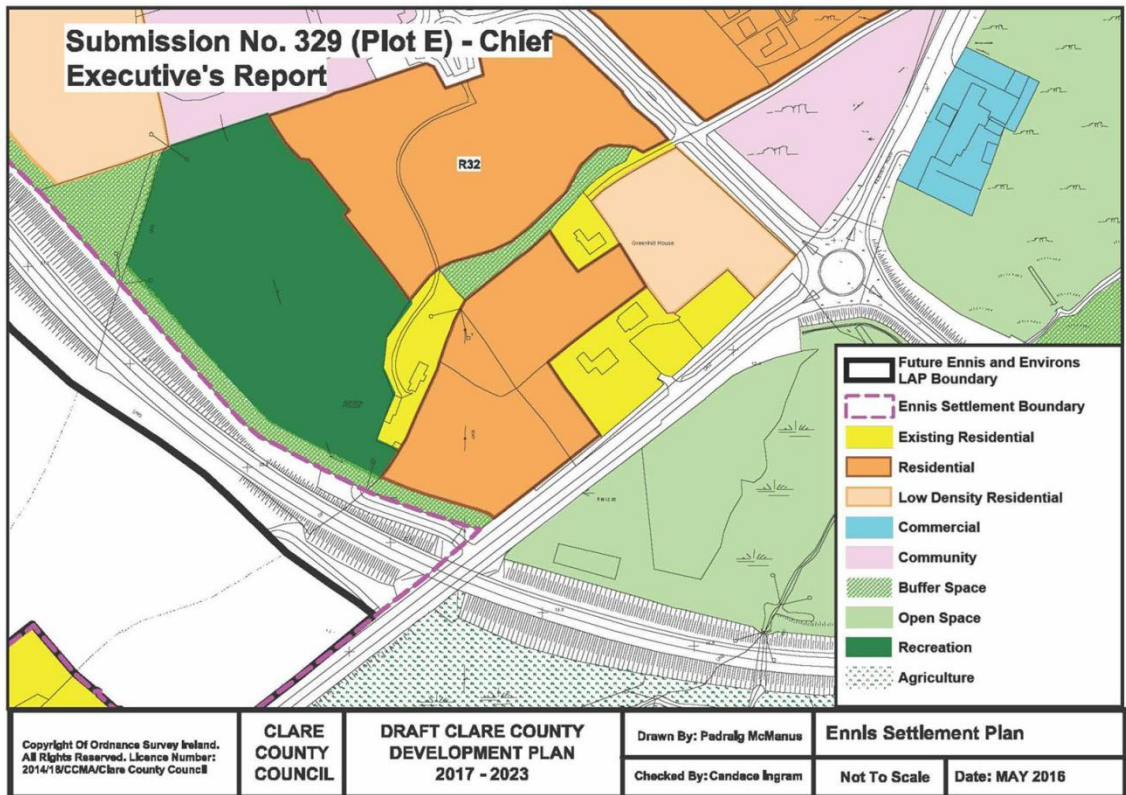 Submission No. 329 (Plot E) - Chief
Executive's Report
R32
Greenhill House
Future Ennis and Environs
LAP Boundary
Ennis Settlement Boundary
Existing Residential
Residential
Low Density Residential
Commercial
Community
Buffer Space
Open Space
Recreation
Agriculture
Copyright Of Ordnance Survey Ireland.
All Rights Reserved. Licence Number:
2014/18/CCMA/Clare County Council
CLARE
COUNTY
COUNCIL
DRAFT CLARE COUNTY
DEVELOPMENT PLAN
2017 - 2023
Drawn By: Padraig McManus
Checked By: Candace Ingram
Ennis Settlement Plan
Not To Scale
Date: MAY 2016